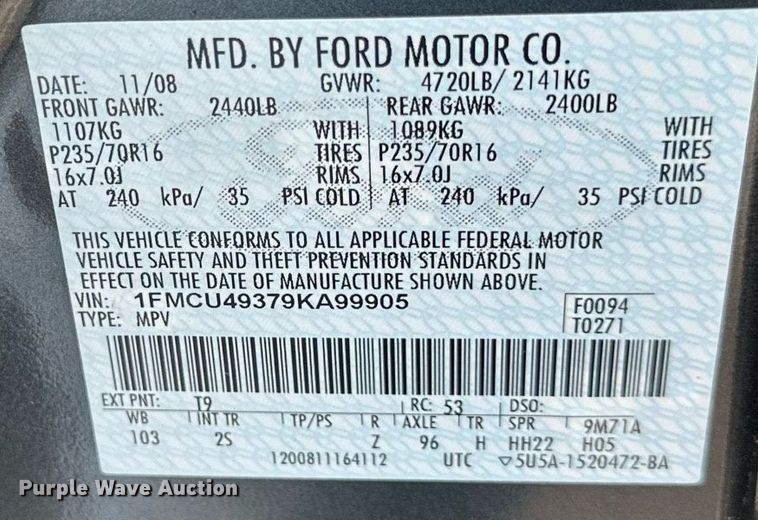 MFD. BY FORD MOTOR CO.
DATE: 11/08 GVWR: 4720LB/ 2141KG
FRONT GAWR: 2440LB REAR GAWR: 2400LB
1107KG WITH 1089KG WITH
P235/70R16 TIRES P235/70R16 TIRES
16x7.0J RIMS 16x7.0J RIMS
AT 240 kPa/ 35 PSI COLD AT 240 kPa/ 35 PSI COLD
THIS VEHICLE CONFORMS TO ALL APPLICABLE FEDERAL MOTOR
VEHICLE SAFETY AND THEFT PREVENTION STANDARDS IN
EFFECT ON THE DATE OF MANUFACTURE SHOWN ABOVE.
VIN: 1FMCU49379KA99905 F0094
TYPE: MPV T0271
EXT PNT: T9 RC: 53 DSO:
WB INT TR TP/PS R AXLE TR SPR 9M71A
103 2S Z 96 H HH22 H05
1200811164112 UTC ▽5U5A-1520472-BA
Purple Wave Auction